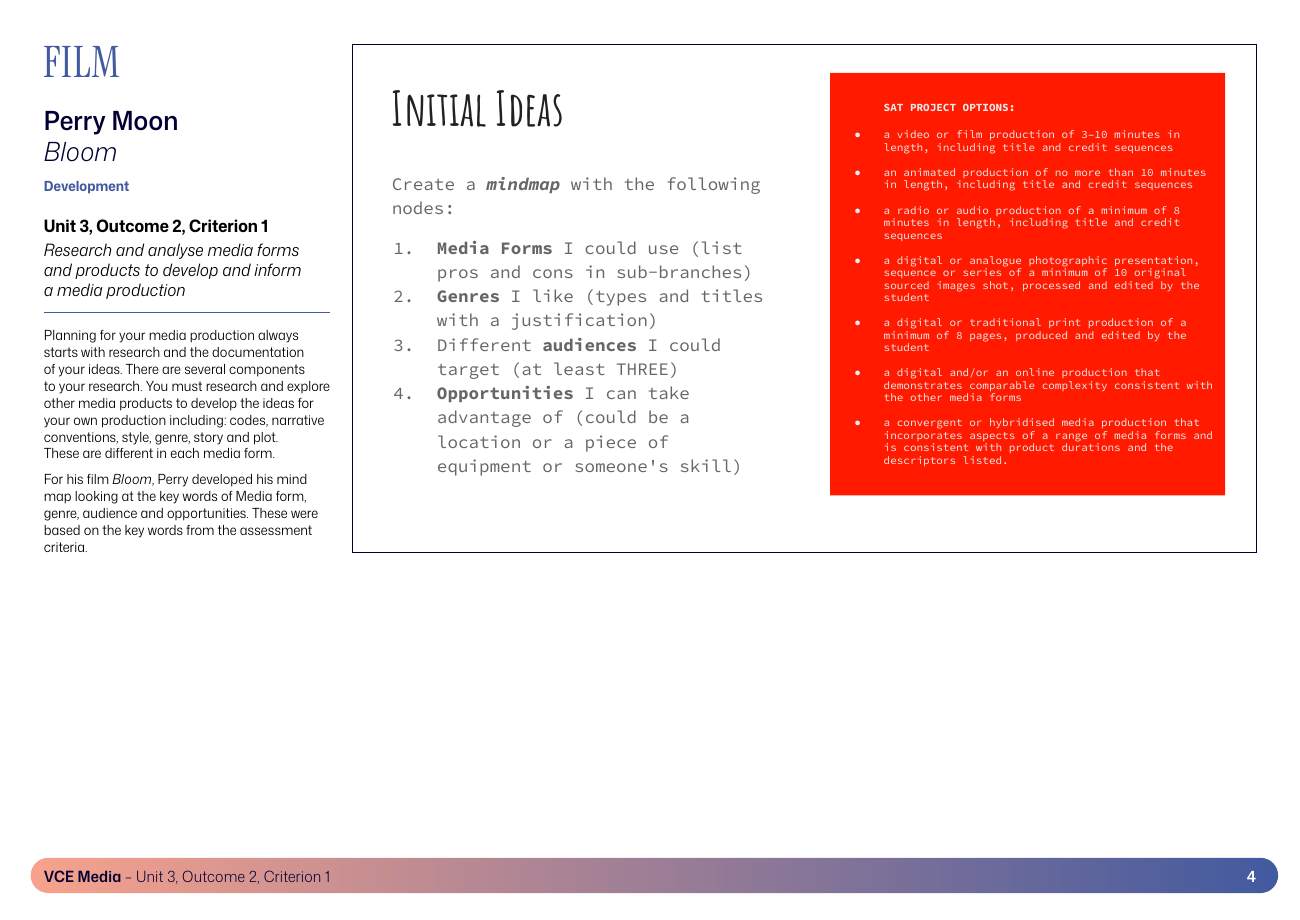 FILM
Perry Moon
Bloom
Development
Unit 3, Outcome 2, Criterion 1
Research and analyse media forms
and products to develop and inform
a media production
Planning for your media production always
starts with research and the documentation
of your ideas. There are several components
to your research. You must research and explore
other media products to develop the ideas for
your own production including: codes, narrative
conventions, style, genre, story and plot.
These are different in each media form.
For his film Bloom, Perry developed his mind
map looking at the key words of Media form,
genre, audience and opportunities. These were
based on the key words from the assessment
criteria.
Initial Ideas
Create a mindmap with the following
nodes:
1. Media Forms I could use (list
pros and cons in sub-branches)
2. Genres I like (types and titles
with a justification)
3. Different audiences I could
target (at least THREE)
4. Opportunities I can take
advantage of (could be a
location or a piece of
equipment or someone's skill)
SAT PROJECT OPTIONS:
● a video or film production of 3–10 minutes in
length, including title and credit sequences
● an animated production of no more than 10 minutes
in length, including title and credit sequences
● a radio or audio production of a minimum of 8
minutes in length, including title and credit
sequences
● a digital or analogue photographic presentation,
sequence or series of a minimum of 10 original
sourced images shot, processed and edited by the
student
● a digital or traditional print production of a
minimum of 8 pages, produced and edited by the
student
● a digital and/or an online production that
demonstrates comparable complexity consistent with
the other media forms
● a convergent or hybridised media production that
incorporates aspects of a range of media forms and
is consistent with product durations and the
descriptors listed.
VCE Media – Unit 3, Outcome 2, Criterion 1
4